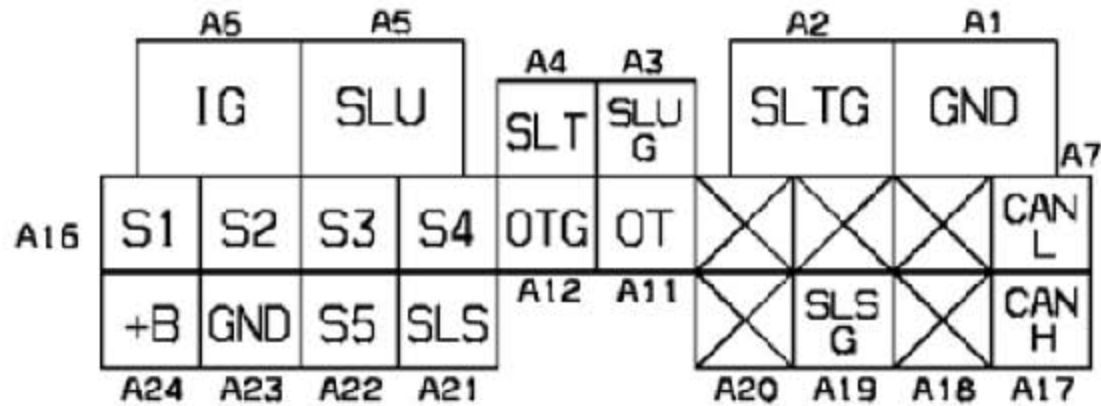 A6 A5 A2 A1
A4 A3
IG SLU SLT SLU G SLTG GND
A7
A16 S1 S2 S3 S4 OTG OT CAN L
A12 A11
+B GND S5 SLS SLS G CAN H
A24 A23 A22 A21 A20 A19 A18 A17